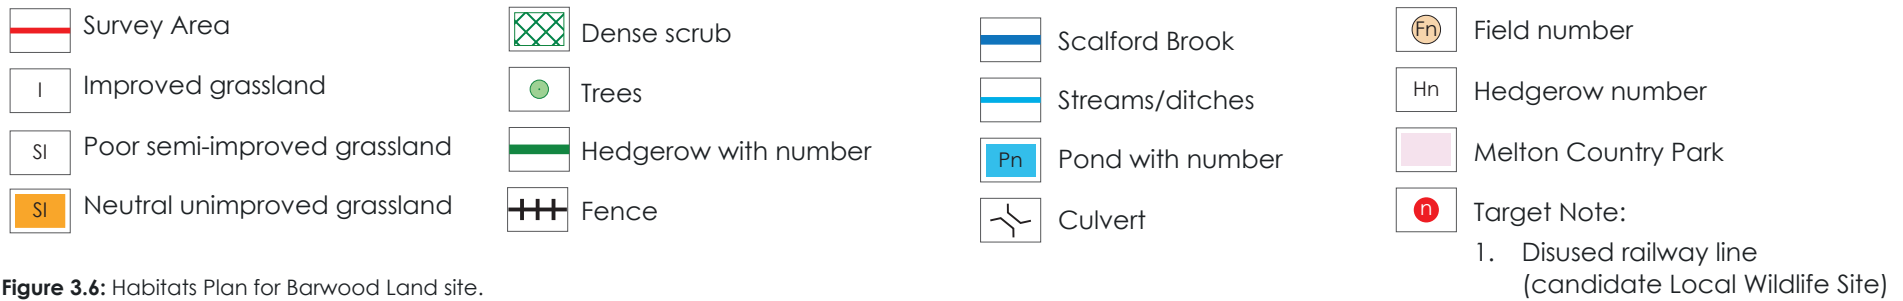 Survey Area
I
Improved grassland
SI
Poor semi-improved grassland
SI
Neutral unimproved grassland
Dense scrub
Trees
Hedgerow with number
Fence
Scalford Brook
Streams/ditches
Pn
Pond with number
Culvert
Fn
Field number
Hn
Hedgerow number
Melton Country Park
n
Target Note:
1. Disused railway line
(candidate Local Wildlife Site)
Figure 3.6: Habitats Plan for Barwood Land site.